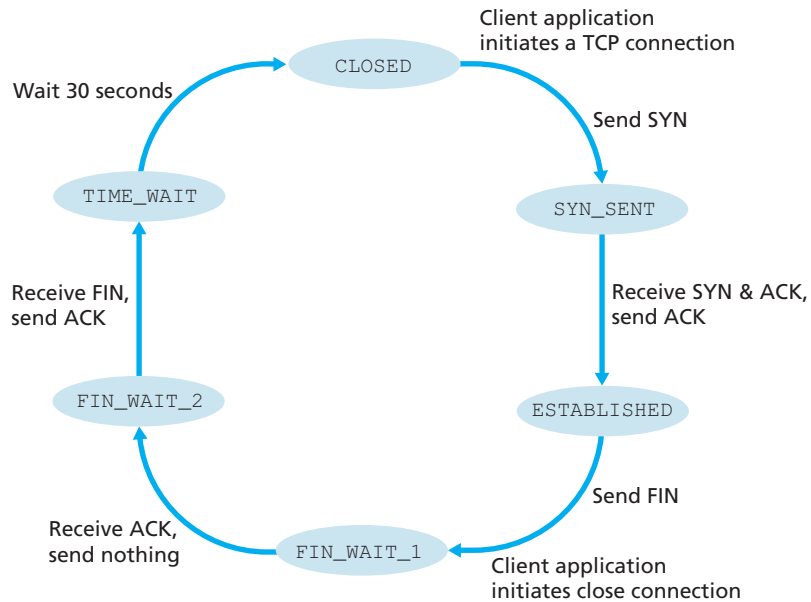 Client application
initiates a TCP connection
CLOSED
Wait 30 seconds
Send SYN
TIME_WAIT
SYN_SENT
Receive FIN,
send ACK
Receive SYN & ACK,
send ACK
FIN_WAIT_2
ESTABLISHED
Send FIN
Receive ACK,
send nothing
FIN_WAIT_1
Client application
initiates close connection